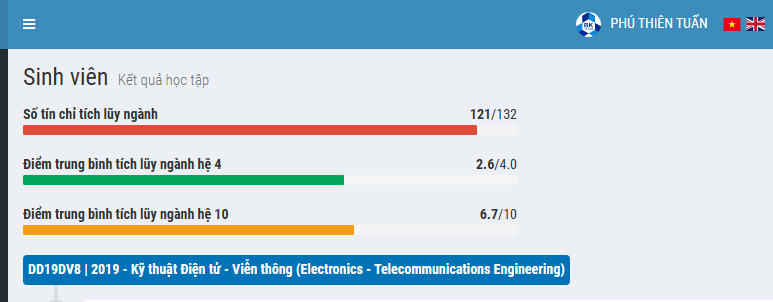 BK
PHÚ THIÊN TUẤN
Sinh viên Kết quả học tập
Số tín chỉ tích lũy ngành 121/132
Điểm trung bình tích lũy ngành hệ 4 2.6/4.0
Điểm trung bình tích lũy ngành hệ 10 6.7/10
DD19DV8 | 2019 - Kỹ thuật Điện tử - Viễn thông (Electronics - Telecommunications Engineering)